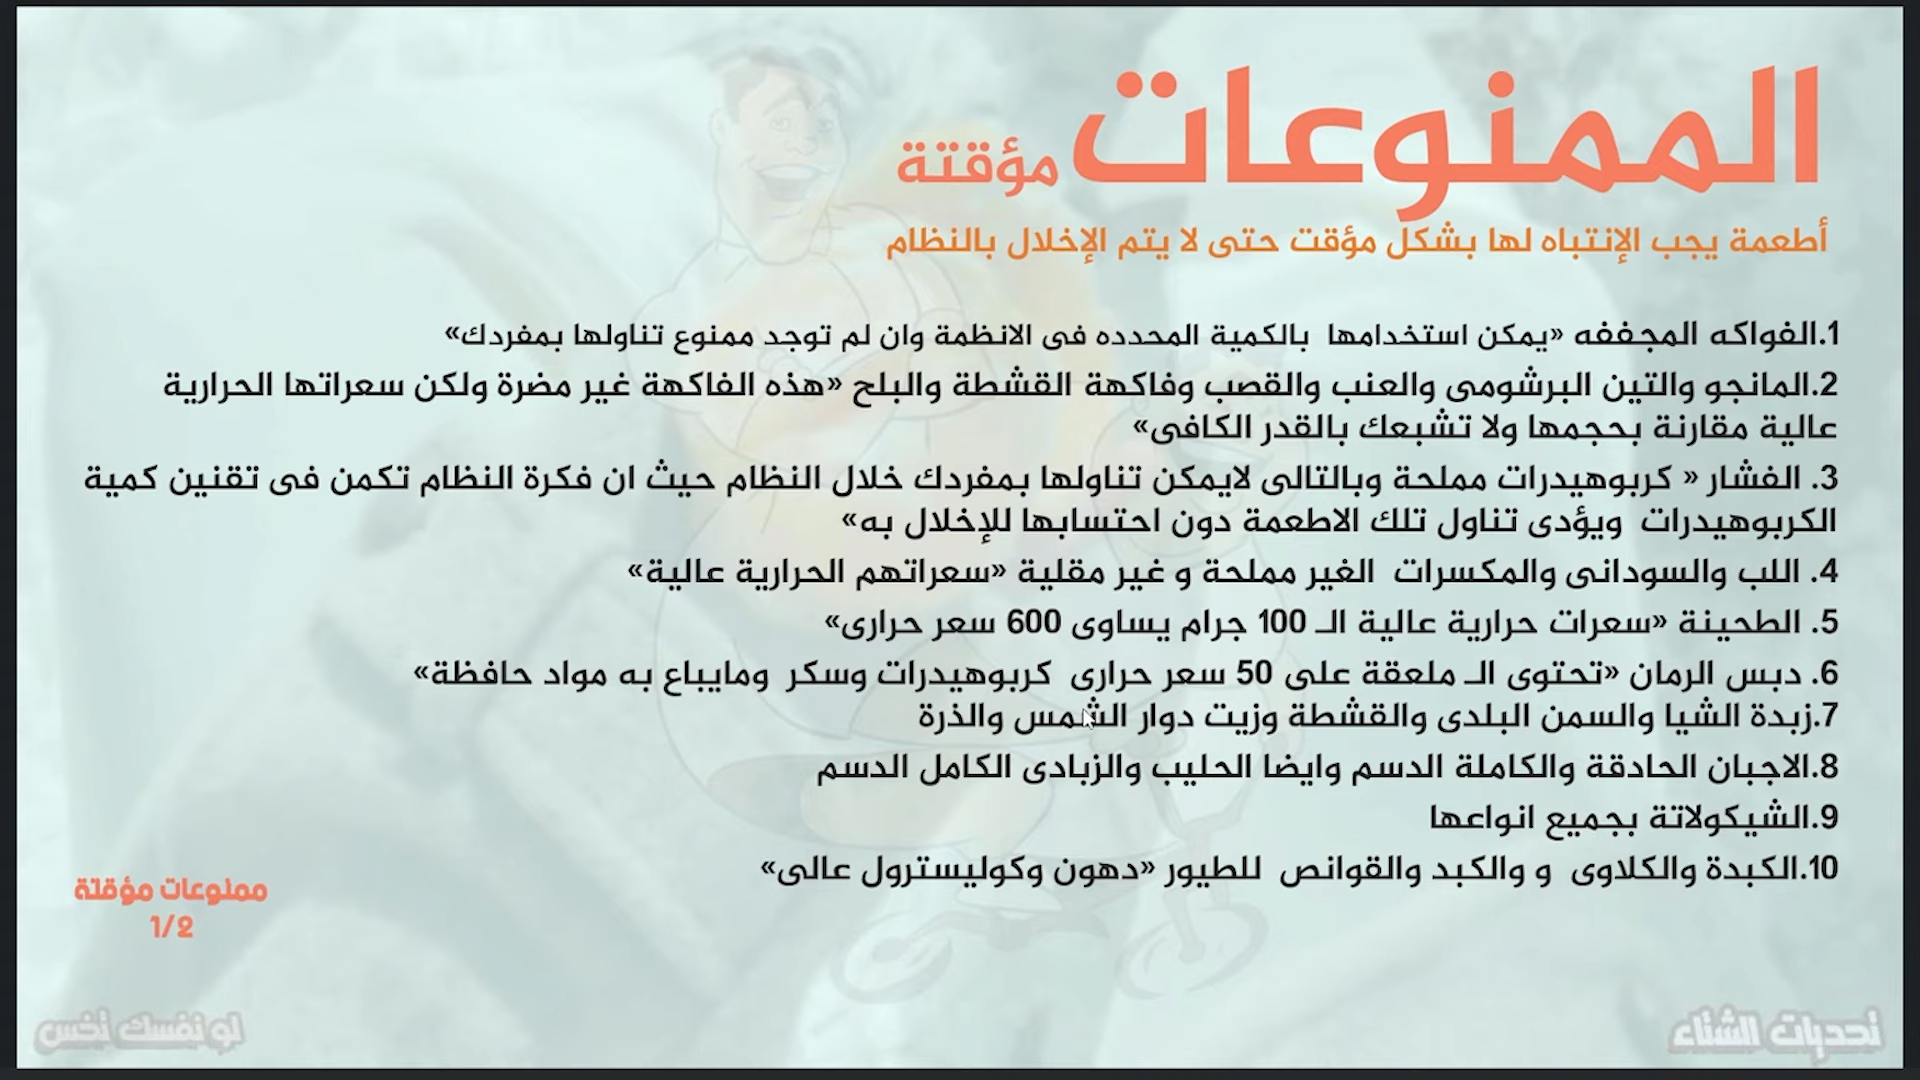 الممنوعات مؤقتة
أطعمة يجب الإنتباه لها بشكل مؤقت حتى لا يتم الإخلال بالنظام
1.الفواكه المجففه «يمكن استخدامها بالكمية المحدده فى الانظمة وان لم توجد ممنوع تناولها بمفردك»
2.المانجو والتين البرشومى والعنب والقصب وفاكهة القشطة والبلح «هذه الفاكهة غير مضرة ولكن سعراتها الحرارية
عالية مقارنة بحجمها ولا تشبعك بالقدر الكافى»
3. الفشار « كربوهيدرات مملحة وبالتالى لايمكن تناولها بمفردك خلال النظام حيث ان فكرة النظام تكمن فى تقنين كمية
الكربوهيدرات ويؤدى تناول تلك الاطعمة دون احتسابها للإخلال به»
4. اللب والسودانى والمكسرات الغير مملحة و غير مقلية «سعراتهم الحرارية عالية»
5. الطحينة «سعرات حرارية عالية الـ 100 جرام يساوى 600 سعر حرارى»
6. دبس الرمان «تحتوى الـ ملعقة على 50 سعر حرارى كربوهيدرات وسكر ومايباع به مواد حافظة»
7.زبدة الشيا والسمن البلدى والقشطة وزيت دوار الشمس والذرة
8.الاجبان الحادقة والكاملة الدسم وايضا الحليب والزبادى الكامل الدسم
9.الشيكولاتة بجميع انواعها
10.الكبدة والكلاوى و والكبد والقوانص للطيور «دهون وكوليسترول عالى»
ممنوعات مؤقتة
1/2
تحديات الشتاء
لو نفسك تخس